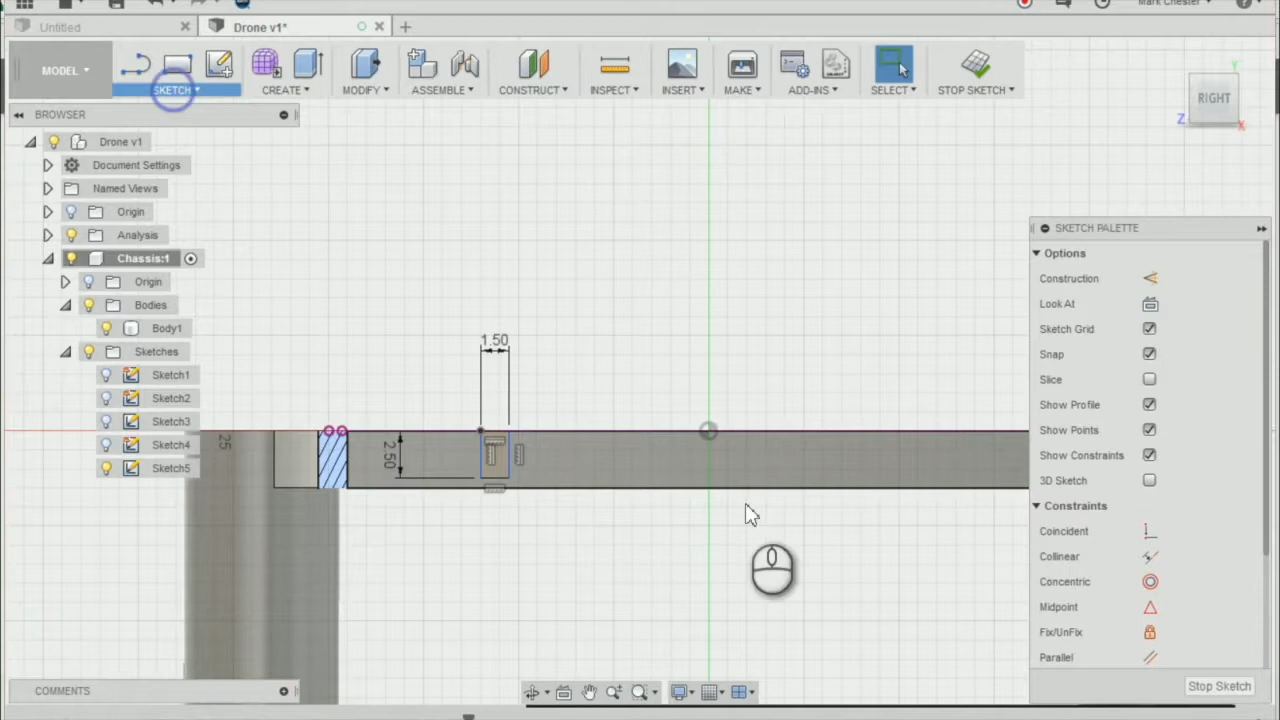 Mark Chester
Untitled
Drone v1*
MODEL
SKETCH
CREATE
MODIFY
ASSEMBLE
CONSTRUCT
INSPECT
INSERT
MAKE
ADD-INS
SELECT
STOP SKETCH
RIGHT
Y
Z
X
BROWSER
Drone v1
Document Settings
Named Views
Origin
Analysis
Chassis:1
Origin
Bodies
Body1
Sketches
Sketch1
Sketch2
Sketch3
Sketch4
Sketch5
1.50
2.50
25
SKETCH PALETTE
Options
Construction
Look At
Sketch Grid
Snap
Slice
Show Profile
Show Points
Show Constraints
3D Sketch
Constraints
Coincident
Collinear
Concentric
Midpoint
Fix/UnFix
Parallel
Stop Sketch
COMMENTS